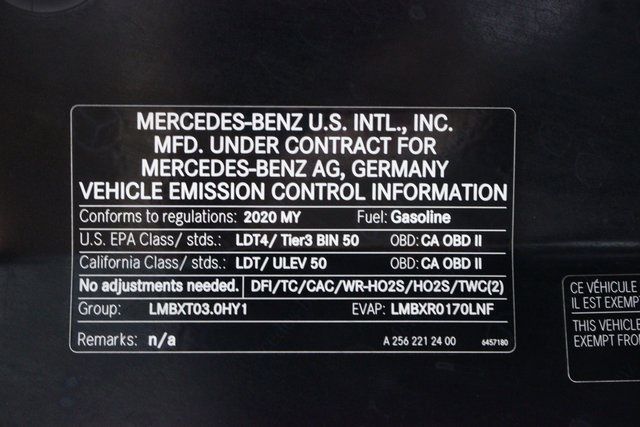 MERCEDES-BENZ U.S. INTL., INC.
MFD. UNDER CONTRACT FOR
MERCEDES-BENZ AG, GERMANY
VEHICLE EMISSION CONTROL INFORMATION
Conforms to regulations: 2020 MY Fuel: Gasoline
U.S. EPA Class/ stds.: LDT4/ Tier3 BIN 50 OBD: CA OBD II
California Class/ stds.: LDT/ ULEV 50 OBD: CA OBD II
No adjustments needed. DFI/TC/CAC/WR-HO2S/HO2S/TWC(2)
Group: LMBXT03.0HY1 EVAP: LMBXR0170LNF
Remarks: n/a A 256 221 24 00 6457180
CE VÉHICULE
IL EST EXEMP
THIS VEHICLE
EXEMPT FRO